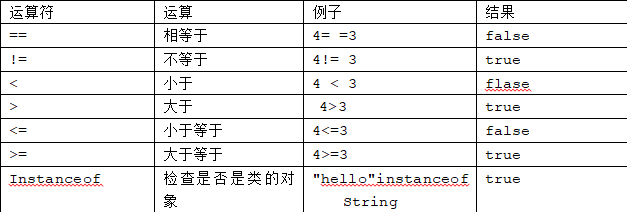 运算符 运算 例子 结果
== 相等于 4= =3 false
!= 不等于 4!= 3 true
< 小于 4 < 3 flase
> 大于 4>3 true
<= 小于等于 4<=3 false
>= 大于等于 4>=3 true
Instanceof 检查是否是类的对 "hello"instanceof true
象 String